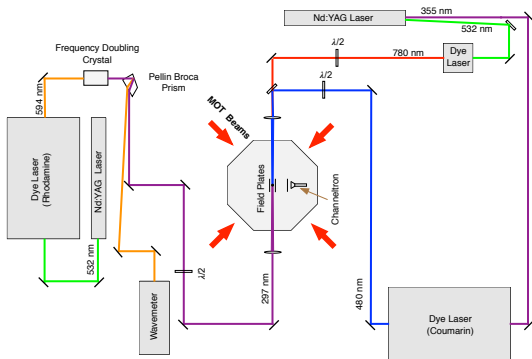 Nd:YAG Laser
355 nm
532 nm
Frequency Doubling
Crystal
λ/2
780 nm
Dye
Laser
Pellin Broca
Prism
λ/2
594 nm
MOT Beams
Dye Laser
(Rhodamine)
Nd:YAG Laser
Field Plates
Channeltron
532 nm
λ/2
297 nm
480 nm
Wavemeter
Dye Laser
(Coumarin)